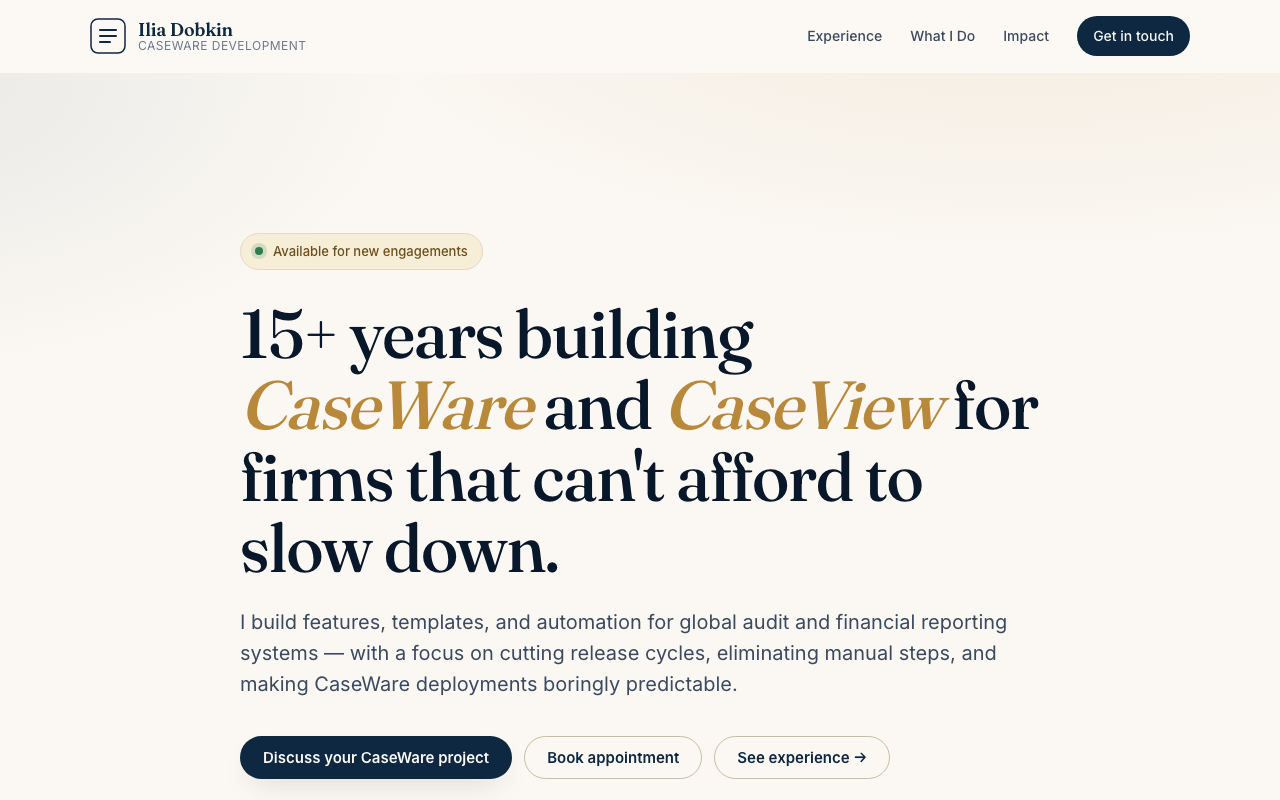 Ilia Dobkin
CASEWARE DEVELOPMENT
Experience
What I Do
Impact
Get in touch
Available for new engagements
15+ years building
CaseWare and CaseView for
firms that can't afford to
slow down.
I build features, templates, and automation for global audit and financial reporting
systems — with a focus on cutting release cycles, eliminating manual steps, and
making CaseWare deployments boringly predictable.
Discuss your CaseWare project
Book appointment
See experience →